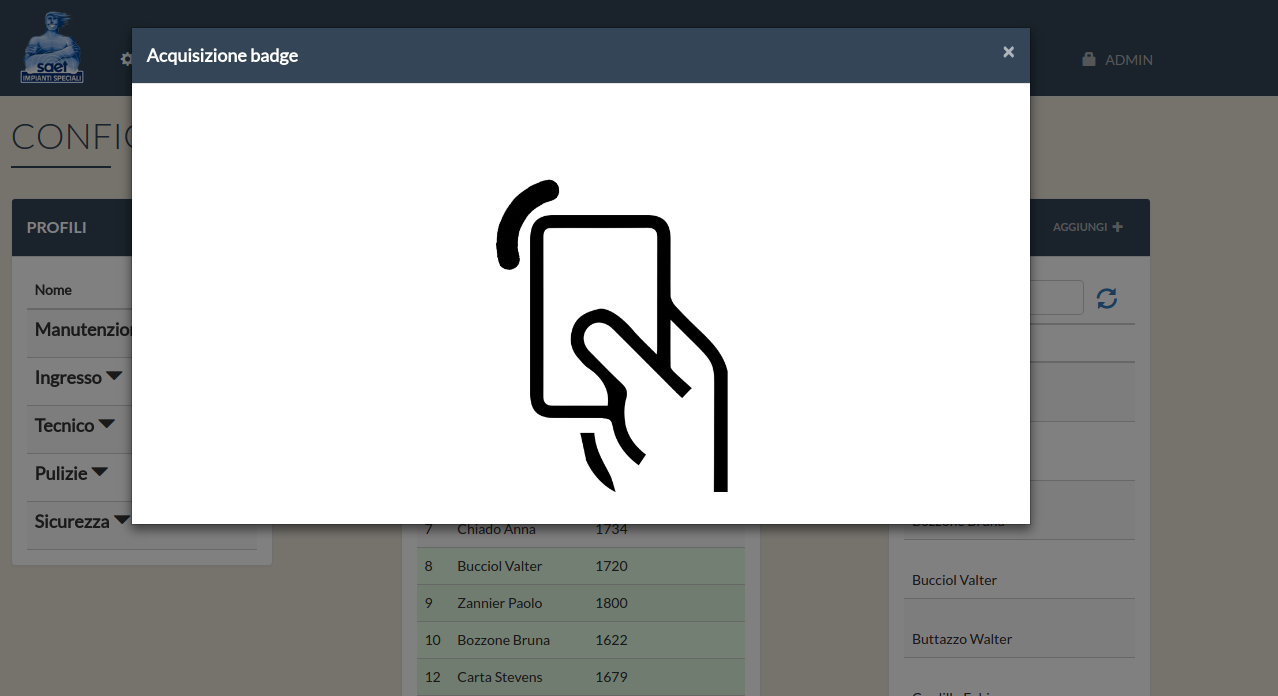 saet
IMPIANTI SPECIALI
Acquisizione badge
×
ADMIN
CONFIG
PROFILI
AGGIUNGI
Nome
Manutenzion
Ingresso
Tecnico
Pulizie
Sicurezza
7 Chiado Anna 1734
8 Bucciol Valter 1720
9 Zannier Paolo 1800
10 Bozzone Bruna 1622
12 Carta Stevens 1679
Bozzone Bruna
Bucciol Valter
Buttazzo Walter